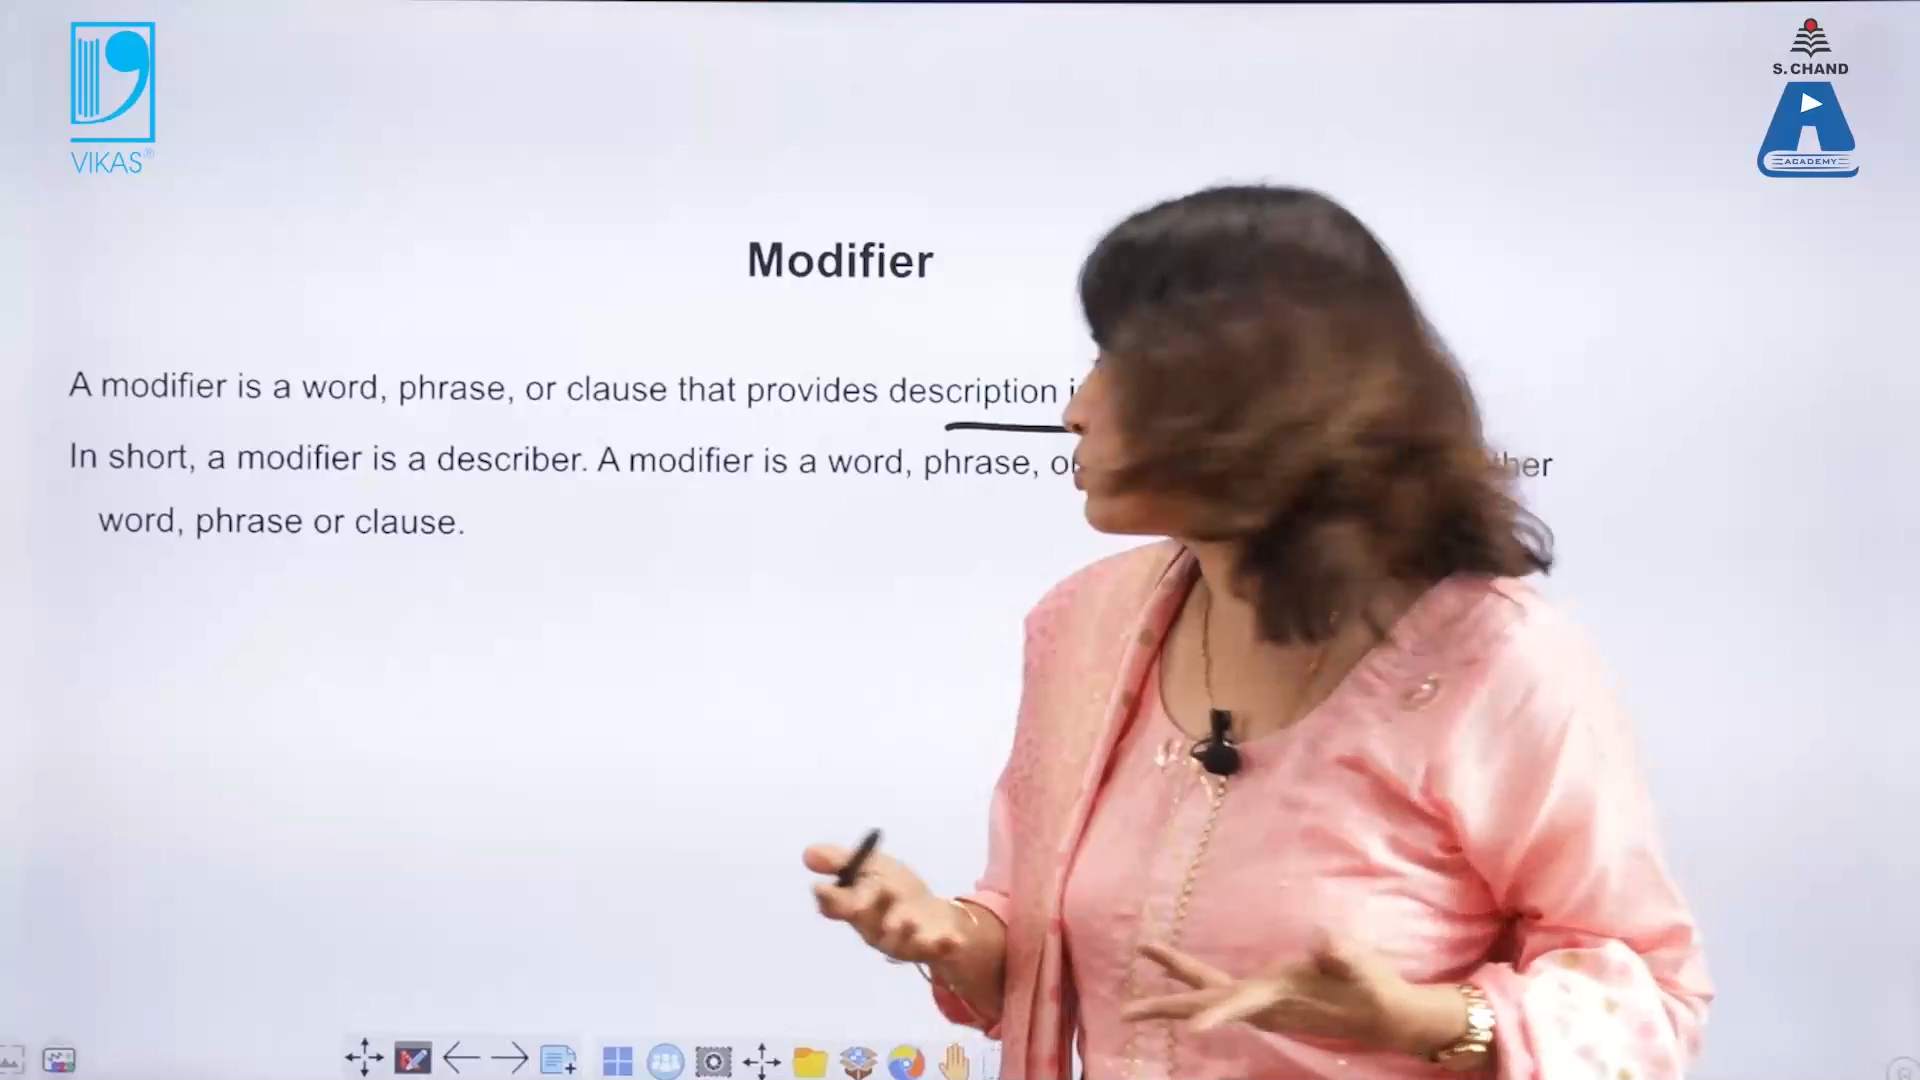 VIKAS®
S. CHAND
ACADEMY
Modifier
A modifier is a word, phrase, or clause that provides description
In short, a modifier is a describer. A modifier is a word, phrase,
word, phrase or clause.